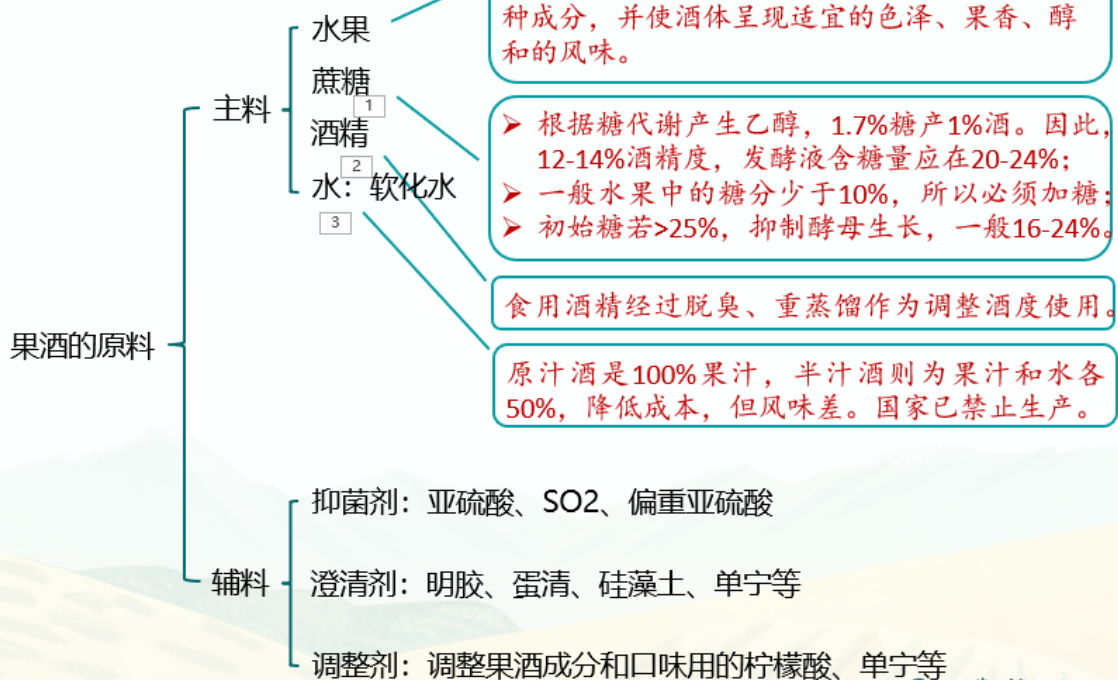 种成分，并使酒体呈现适宜的色泽、果香、醇
和的风味。
水果
蔗糖
1
主料
酒精
2
水：软化水
3
➢ 根据糖代谢产生乙醇，1.7%糖产1%酒。因此，
12-14%酒精度，发酵液含糖量应在20-24%；
➢ 一般水果中的糖分少于10%，所以必须加糖；
➢ 初始糖若>25%，抑制酵母生长，一般16-24%。
食用酒精经过脱臭、重蒸馏作为调整酒度使用。
果酒的原料
原汁酒是100%果汁，半汁酒则为果汁和水各
50%，降低成本，但风味差。国家已禁止生产。
抑菌剂：亚硫酸、SO2、偏重亚硫酸
辅料
澄清剂：明胶、蛋清、硅藻土、单宁等
调整剂：调整果酒成分和口味用的柠檬酸、单宁等